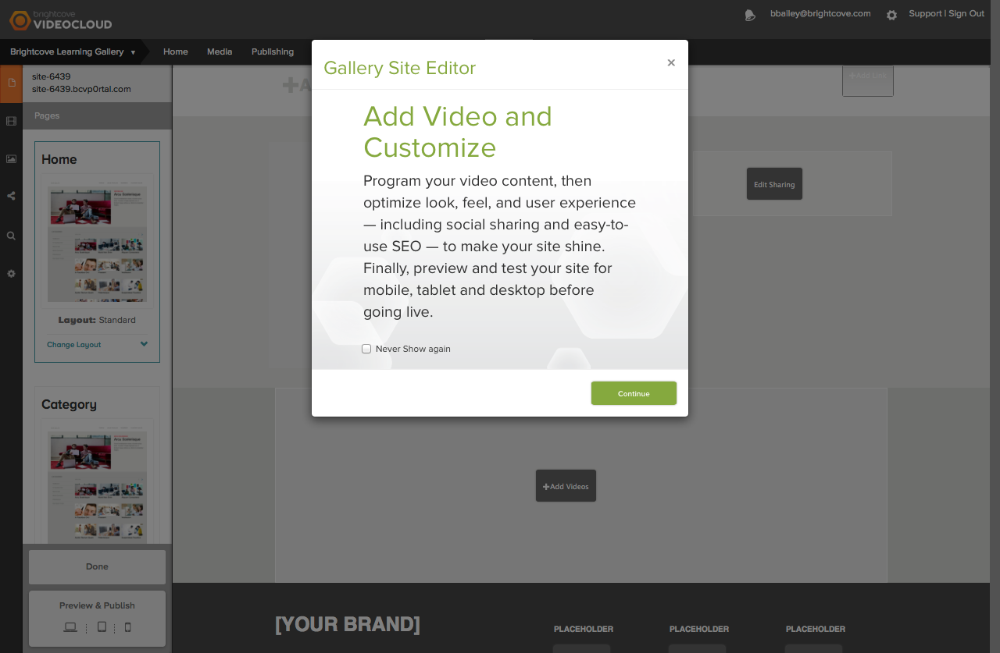 brightcove
VIDEOCLOUD
bbailey@brightcove.com
Support | Sign Out
Brightcove Learning Gallery ▾
Home
Media
Publishing
site-6439
site-6439.bcvp0rtal.com
Pages
Home
Layout: Standard
Change Layout
Category
Done
Preview & Publish
+A
+Add Link
Gallery Site Editor
×
Add Video and
Customize
Program your video content, then
optimize look, feel, and user experience
— including social sharing and easy-to-
use SEO — to make your site shine.
Finally, preview and test your site for
mobile, tablet and desktop before
going live.
Never Show again
Continue
Edit Sharing
+Add Videos
[YOUR BRAND]
PLACEHOLDER
PLACEHOLDER
PLACEHOLDER